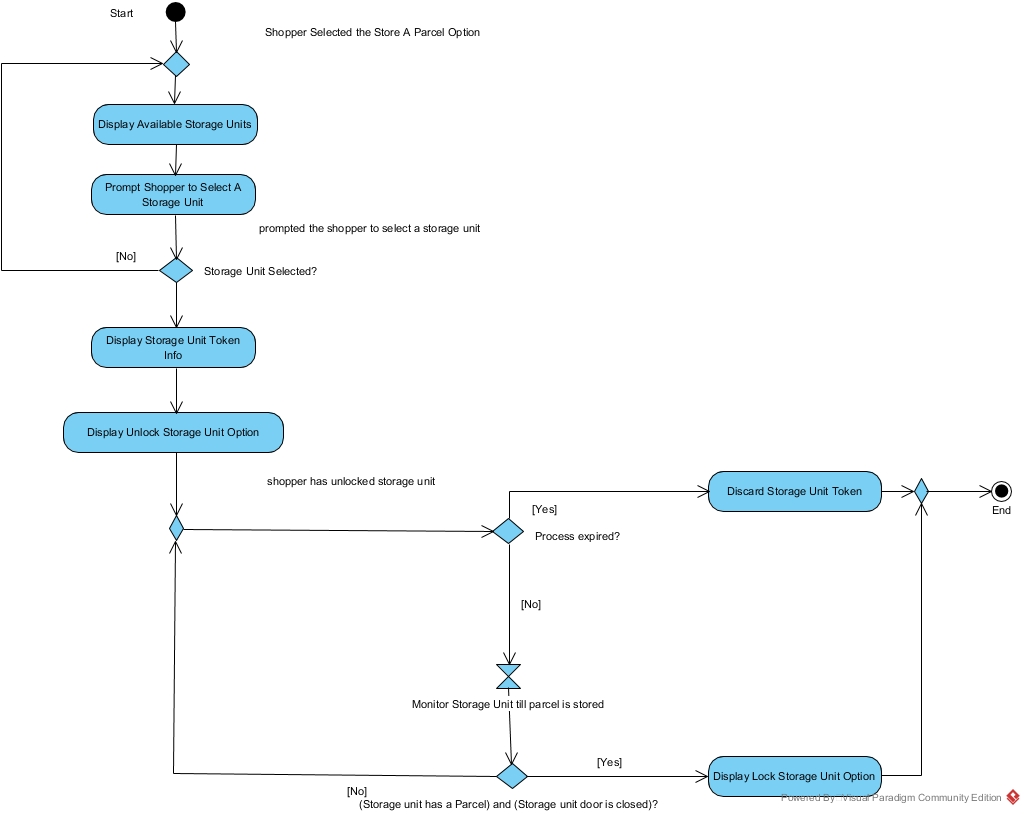 Start
Shopper Selected the Store A Parcel Option
Display Available Storage Units
Prompt Shopper to Select A
Storage Unit
prompted the shopper to select a storage unit
[No]
Storage Unit Selected?
Display Storage Unit Token
Info
Display Unlock Storage Unit Option
shopper has unlocked storage unit
Discard Storage Unit Token
[Yes]
End
Process expired?
[No]
Monitor Storage Unit till parcel is stored
[Yes]
Display Lock Storage Unit Option
[No]
Powered By Visual Paradigm Community Edition
(Storage unit has a Parcel) and (Storage unit door is closed)?